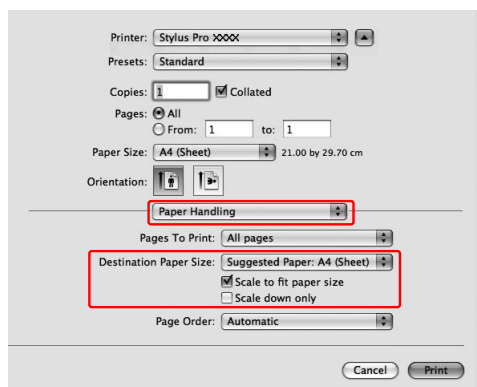 Printer: Stylus Pro XXXX
Presets: Standard
Copies: 1 Collated
Pages: All
From: 1 to: 1
Paper Size: A4 (Sheet) 21.00 by 29.70 cm
Orientation:
Paper Handling
Pages To Print: All pages
Destination Paper Size: Suggested Paper: A4 (Sheet)
Scale to fit paper size
Scale down only
Page Order: Automatic
Cancel Print